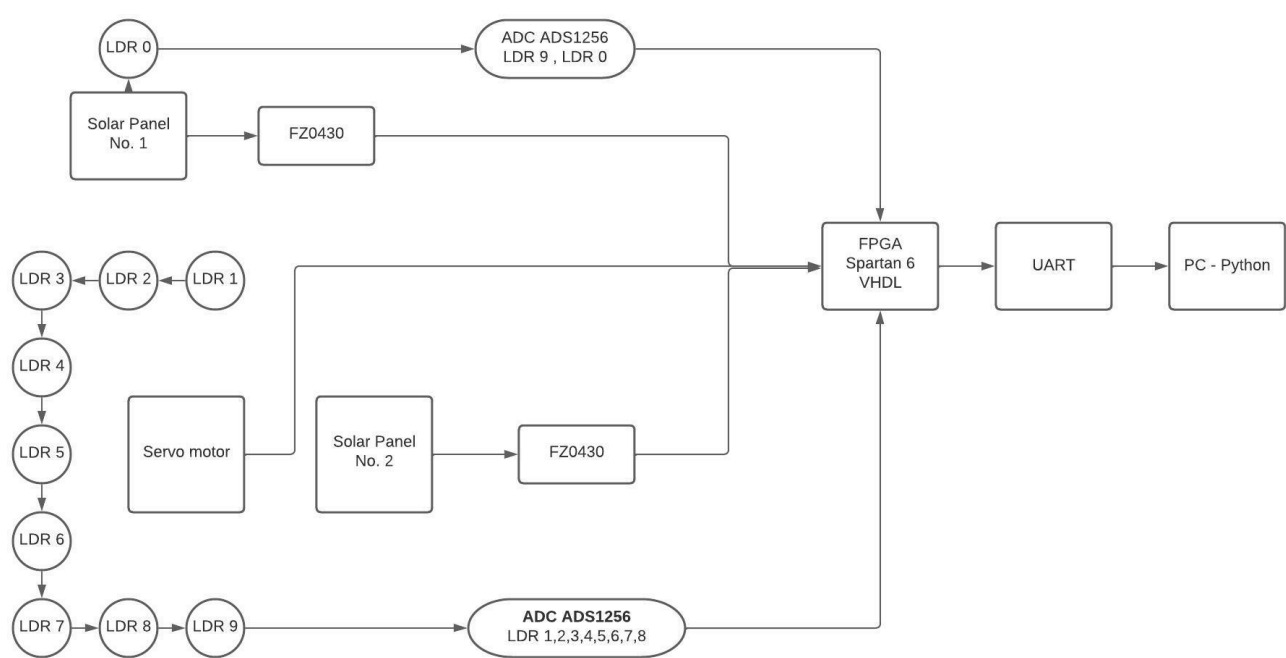 LDR 0
ADC ADS1256
LDR 9 , LDR 0
Solar Panel
No. 1
FZ0430
FPGA
Spartan 6
VHDL
UART
PC - Python
LDR 3
LDR 2
LDR 1
LDR 4
LDR 5
Servo motor
Solar Panel
No. 2
FZ0430
LDR 6
LDR 7
LDR 8
LDR 9
ADC ADS1256
LDR 1,2,3,4,5,6,7,8